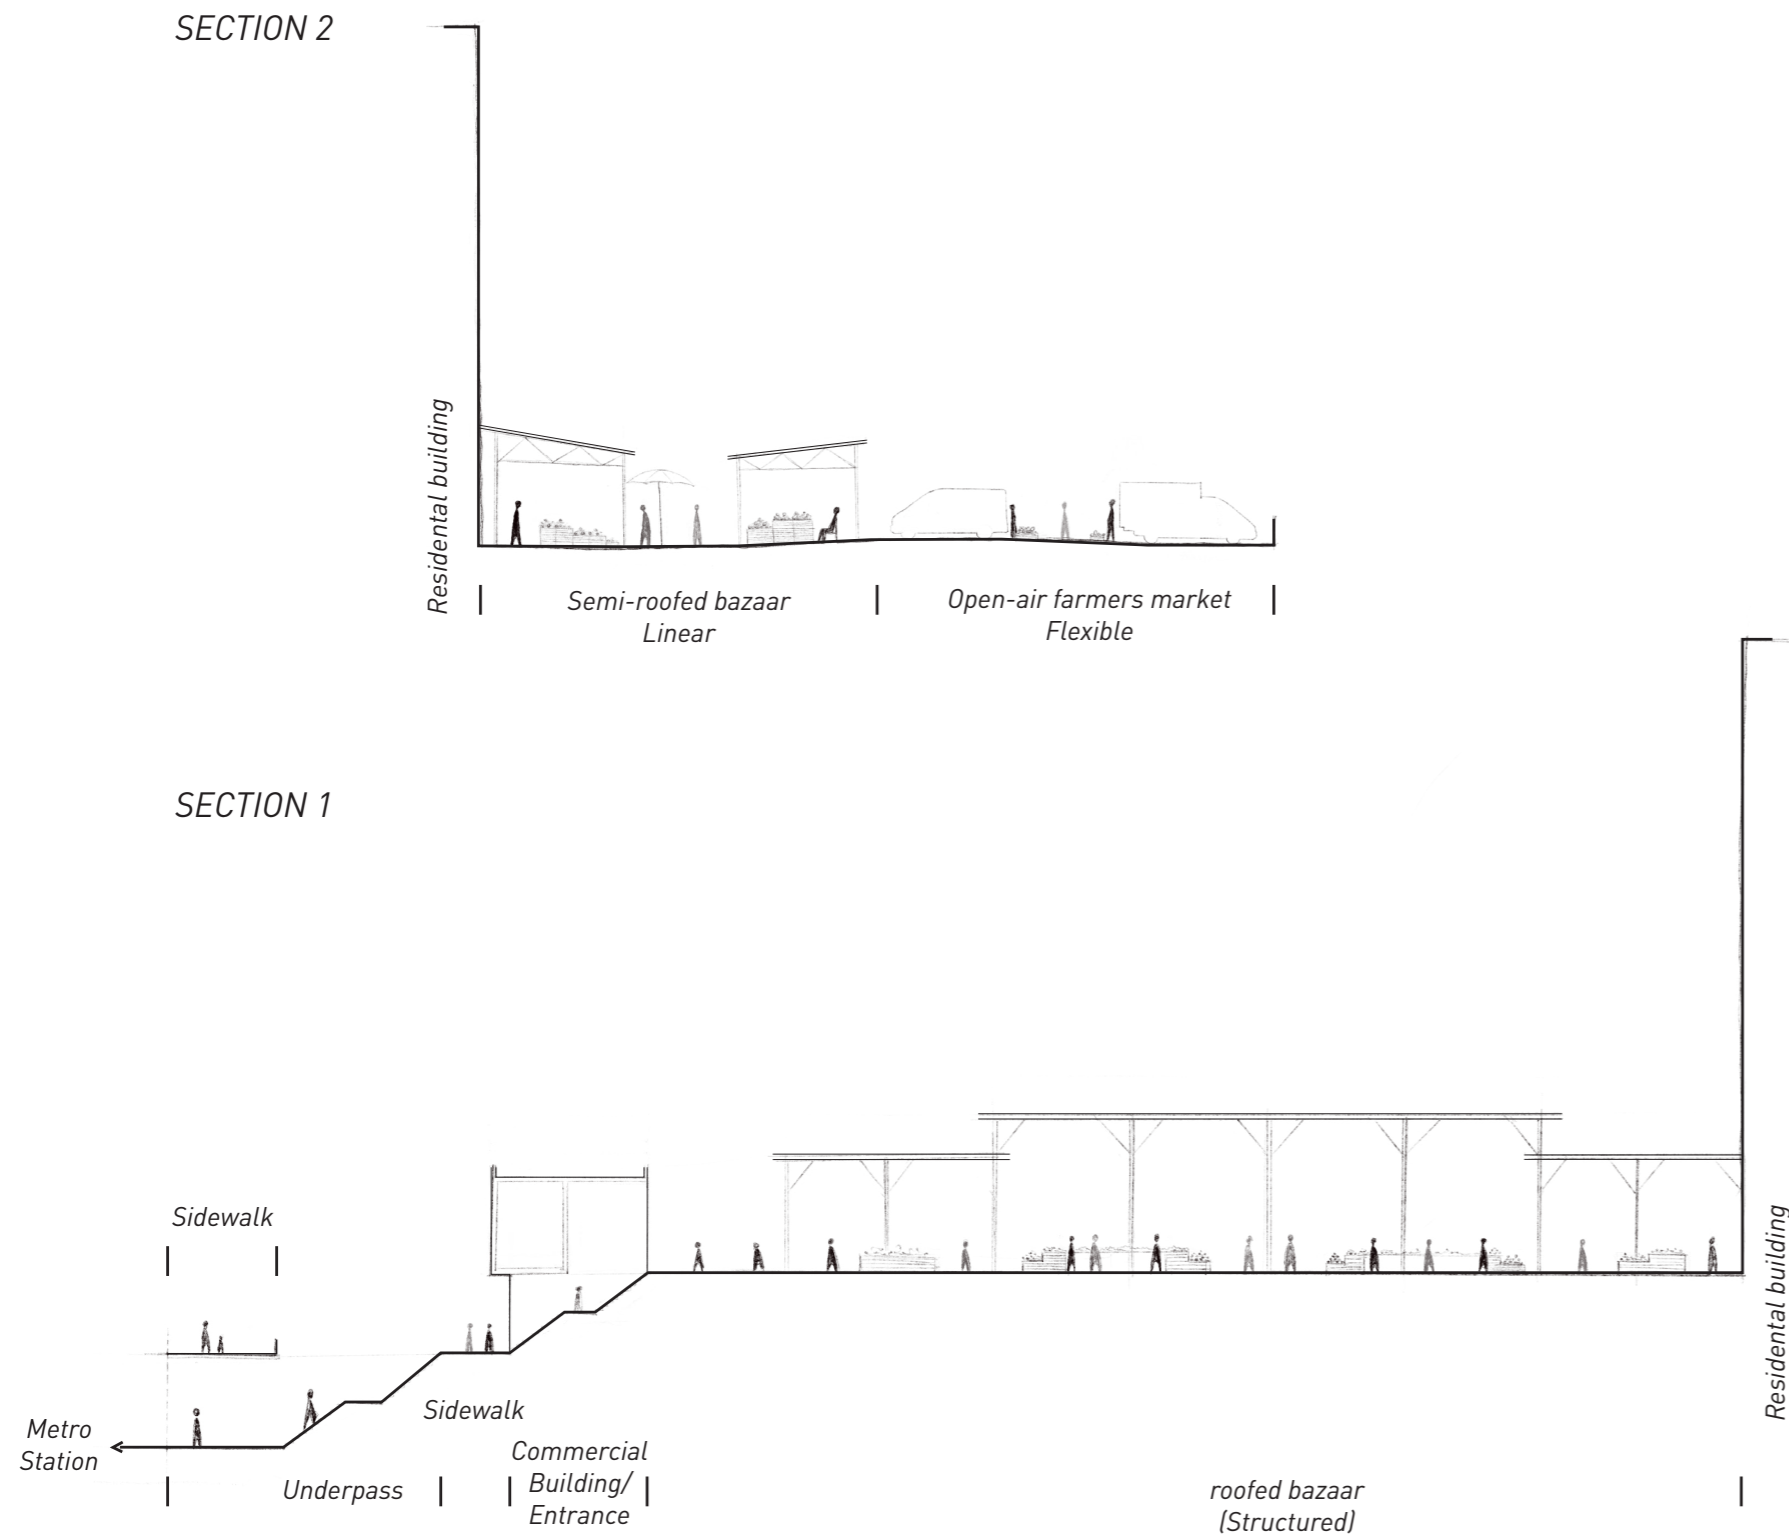 SECTION 2
Residental building
Semi-roofed bazaar
Linear
Open-air farmers market
Flexible
SECTION 1
Sidewalk
Residental building
Sidewalk
Metro
Station
Underpass
Commercial
Building/
Entrance
roofed bazaar
(Structured)